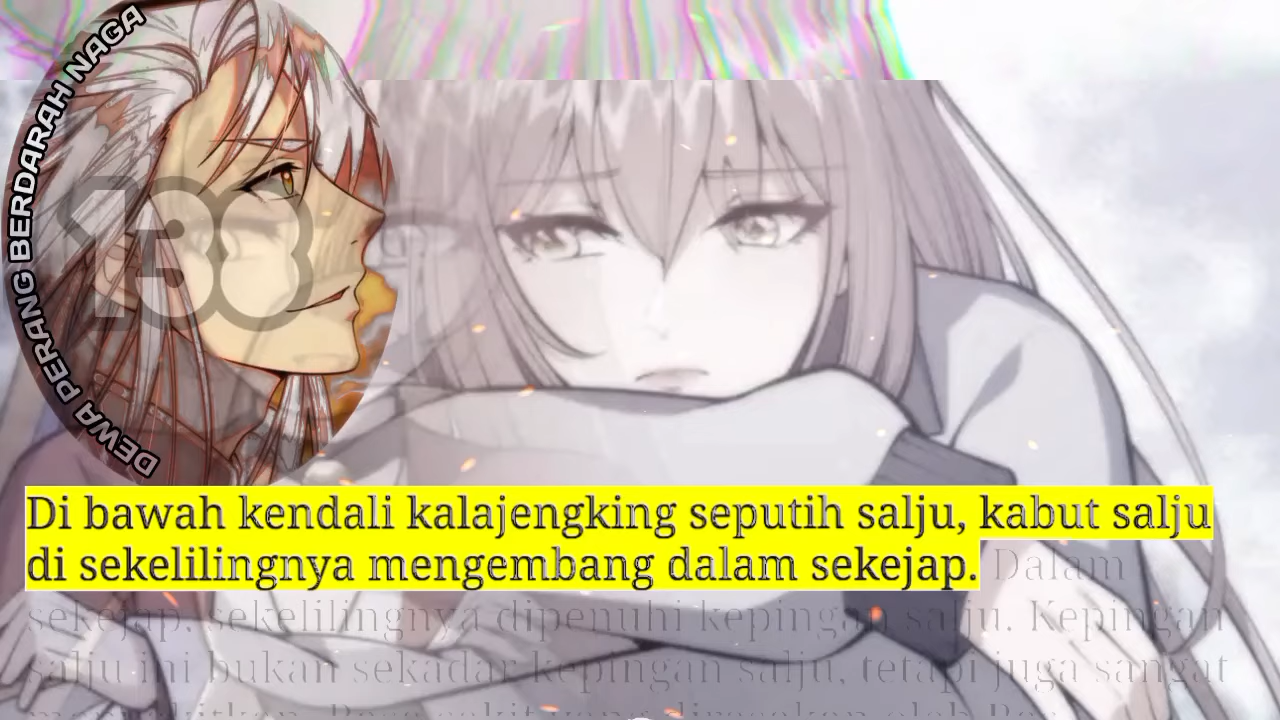 DEWA PERANG BERDARAH NAGA
138
Di bawah kendali kalajengking seputih salju, kabut salju
di sekelilingnya mengembang dalam sekejap. Dalam
sekejap, sekelilingnya dipenuhi kepingan salju. Kepingan
salju ini bukan sekadar kepingan salju, tetapi juga sangat